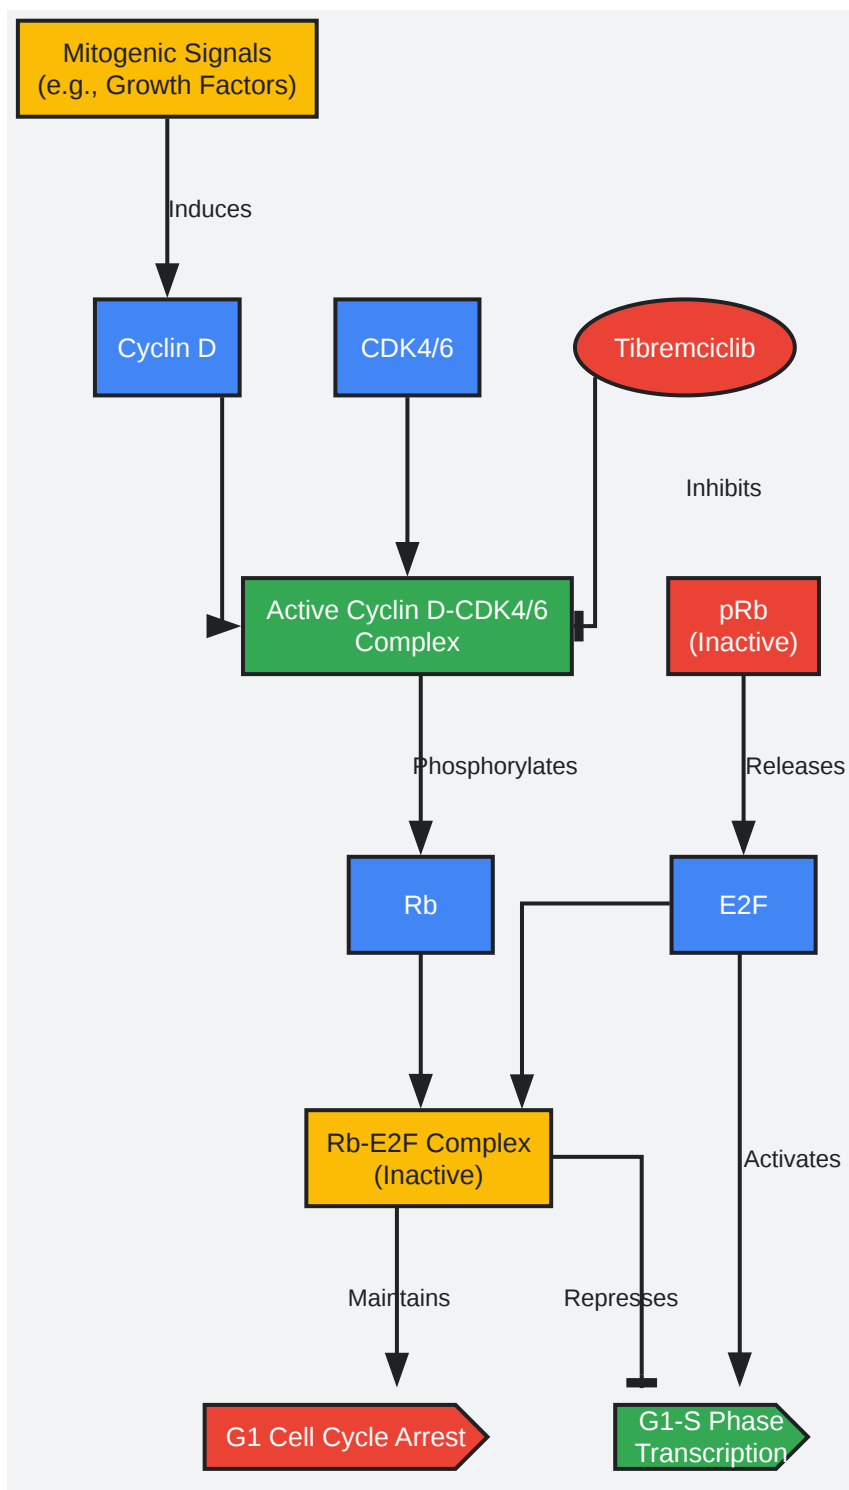 Mitogenic Signals
(e.g., Growth Factors)
Induces
Cyclin D
CDK4/6
Tibremciclib
Inhibits
Active Cyclin D-CDK4/6
Complex
pRb
(Inactive)
Phosphorylates
Releases
Rb
E2F
Rb-E2F Complex
(Inactive)
Activates
Maintains
Represses
G1 Cell Cycle Arrest
G1-S Phase
Transcription